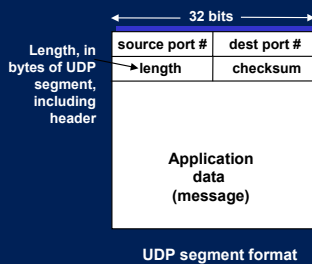 32 bits
source port # dest port #
Length, in
bytes of UDP
segment,
including
header
length checksum
Application
data
(message)
UDP segment format